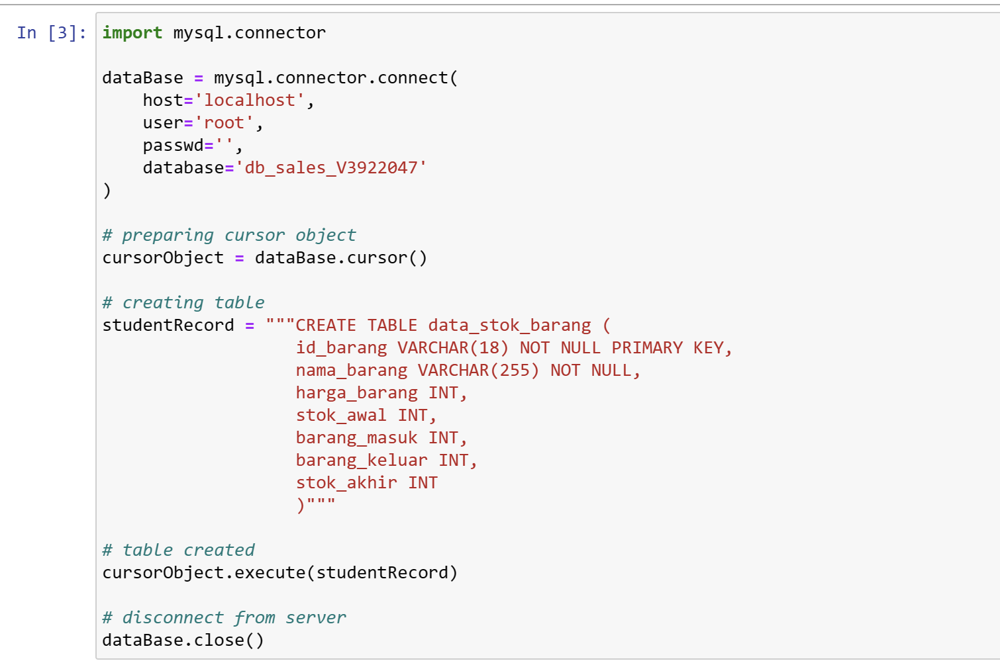 In [3]: import mysql.connector
dataBase = mysql.connector.connect(
    host='localhost',
    user='root',
    passwd='',
    database='db_sales_V3922047'
)
# preparing cursor object
cursorObject = dataBase.cursor()
# creating table
studentRecord = """CREATE TABLE data_stok_barang (
                   id_barang VARCHAR(18) NOT NULL PRIMARY KEY,
                   nama_barang VARCHAR(255) NOT NULL,
                   harga_barang INT,
                   stok_awal INT,
                   barang_masuk INT,
                   barang_keluar INT,
                   stok_akhir INT
                   )"""
# table created
cursorObject.execute(studentRecord)
# disconnect from server
dataBase.close()